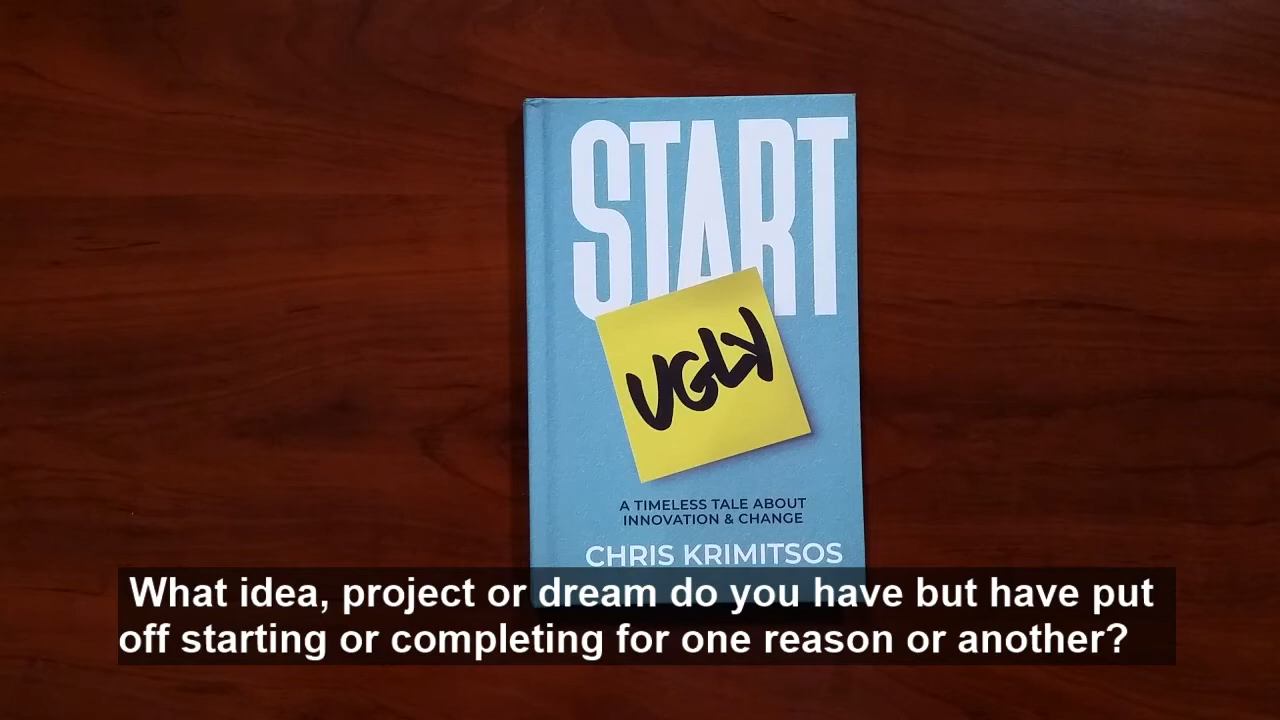 START
UGLY
A TIMELESS TALE ABOUT
INNOVATION & CHANGE
CHRIS KRIMITSOS
What idea, project or dream do you have but have put
off starting or completing for one reason or another?